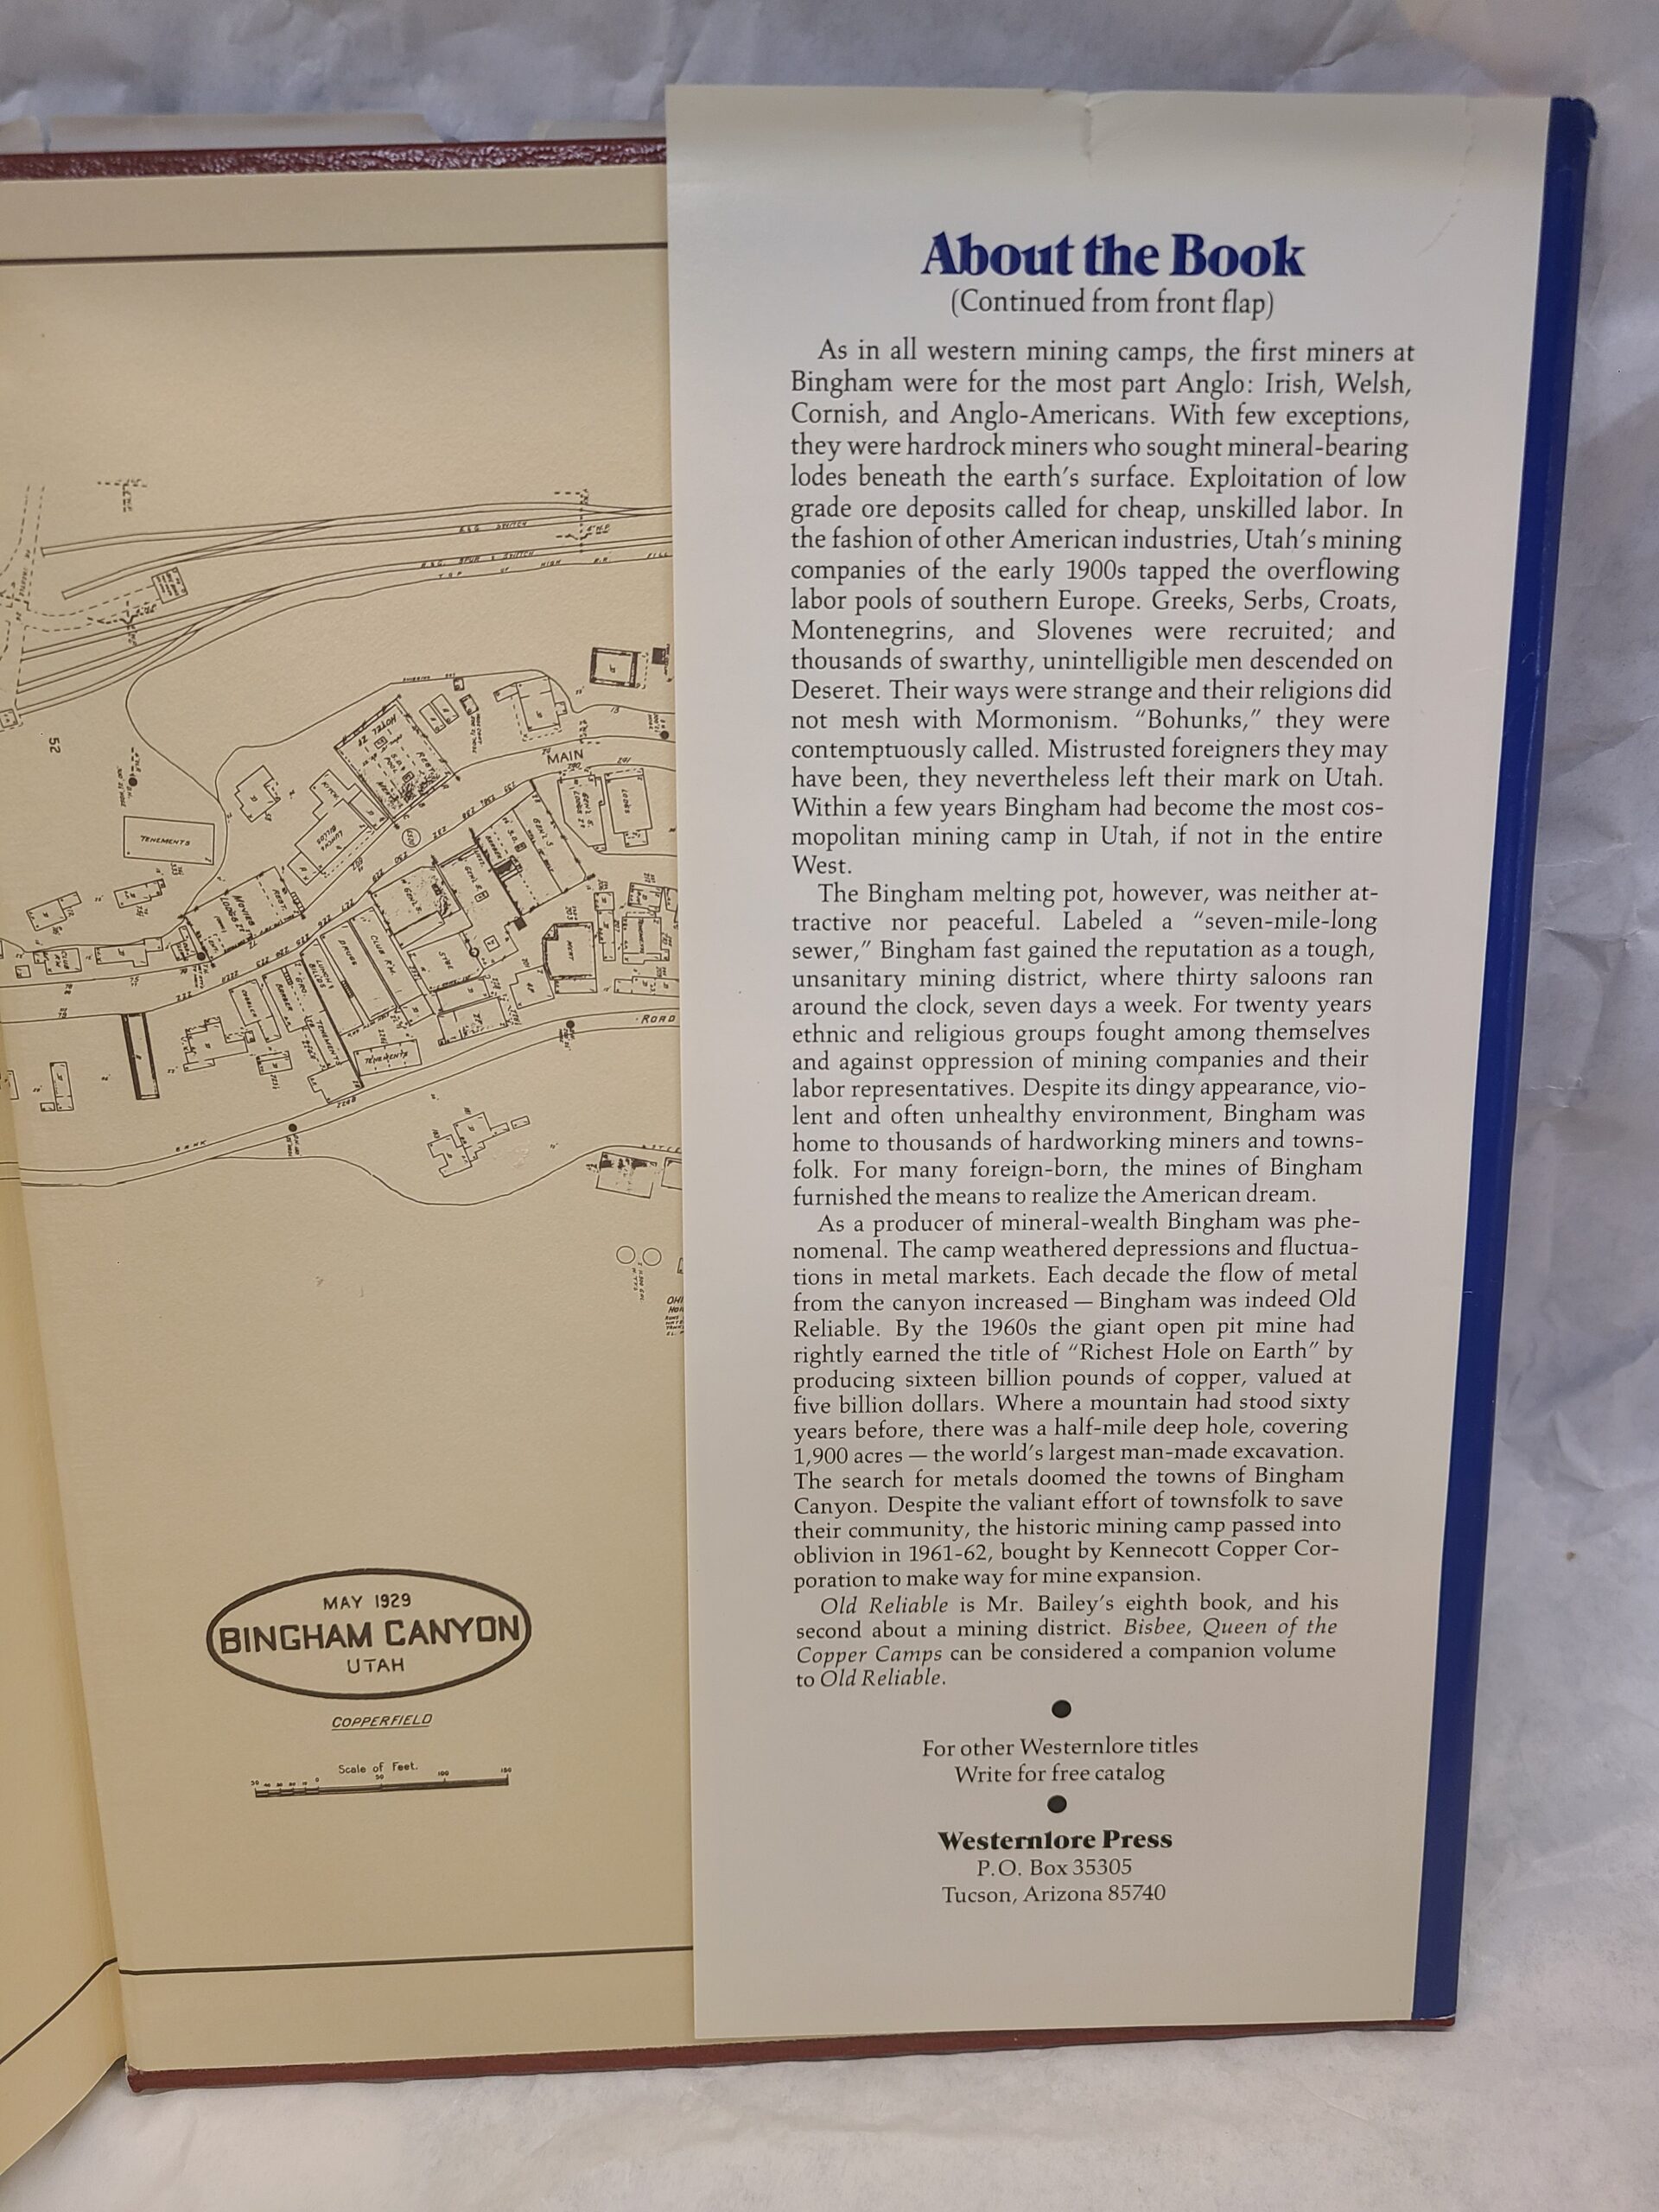 About the Book
(Continued from front flap)
As in all western mining camps, the first miners at
Bingham were for the most part Anglo: Irish, Welsh,
Cornish, and Anglo-Americans. With few exceptions,
they were hardrock miners who sought mineral-bearing
lodes beneath the earth's surface. Exploitation of low
grade ore deposits called for cheap, unskilled labor. In
the fashion of other American industries, Utah's mining
companies of the early 1900s tapped the overflowing
labor pools of southern Europe. Greeks, Serbs, Croats,
Montenegrins, and Slovenes were recruited; and
thousands of swarthy, unintelligible men descended on
Deseret. Their ways were strange and their religions did
not mesh with Mormonism. "Bohunks," they were
contemptuously called. Mistrusted foreigners they may
have been, they nevertheless left their mark on Utah.
Within a few years Bingham had become the most cos-
mopolitan mining camp in Utah, if not in the entire
West.
The Bingham melting pot, however, was neither at-
tractive nor peaceful. Labeled a "seven-mile-long
sewer," Bingham fast gained the reputation as a tough,
unsanitary mining district, where thirty saloons ran
around the clock, seven days a week. For twenty years
ethnic and religious groups fought among themselves
and against oppression of mining companies and their
labor representatives. Despite its dingy appearance, vio-
lent and often unhealthy environment, Bingham was
home to thousands of hardworking miners and towns-
folk. For many foreign-born, the mines of Bingham
furnished the means to realize the American dream.
As a producer of mineral-wealth Bingham was phe-
nomenal. The camp weathered depressions and fluctua-
tions in metal markets. Each decade the flow of metal
from the canyon increased — Bingham was indeed Old
Reliable. By the 1960s the giant open pit mine had
rightly earned the title of "Richest Hole on Earth" by
producing sixteen billion pounds of copper, valued at
five billion dollars. Where a mountain had stood sixty
years before, there was a half-mile deep hole, covering
1,900 acres — the world's largest man-made excavation.
The search for metals doomed the towns of Bingham
Canyon. Despite the valiant effort of townsfolk to save
their community, the historic mining camp passed into
oblivion in 1961-62, bought by Kennecott Copper Cor-
poration to make way for mine expansion.
Old Reliable is Mr. Bailey's eighth book, and his
second about a mining district. Bisbee, Queen of the
Copper Camps can be considered a companion volume
to Old Reliable.
For other Westernlore titles
Write for free catalog
Westernlore Press
P.O. Box 35305
Tucson, Arizona 85740
MAIN
TENEMENTS
52
DRUGS
CLUB RM.
TENEMENTS
TENEMENTS
ROAD
BANK
MAY 1929
BINGHAM CANYON
UTAH
COPPERFIELD
Scale of Feet.
50 0 50 100 150